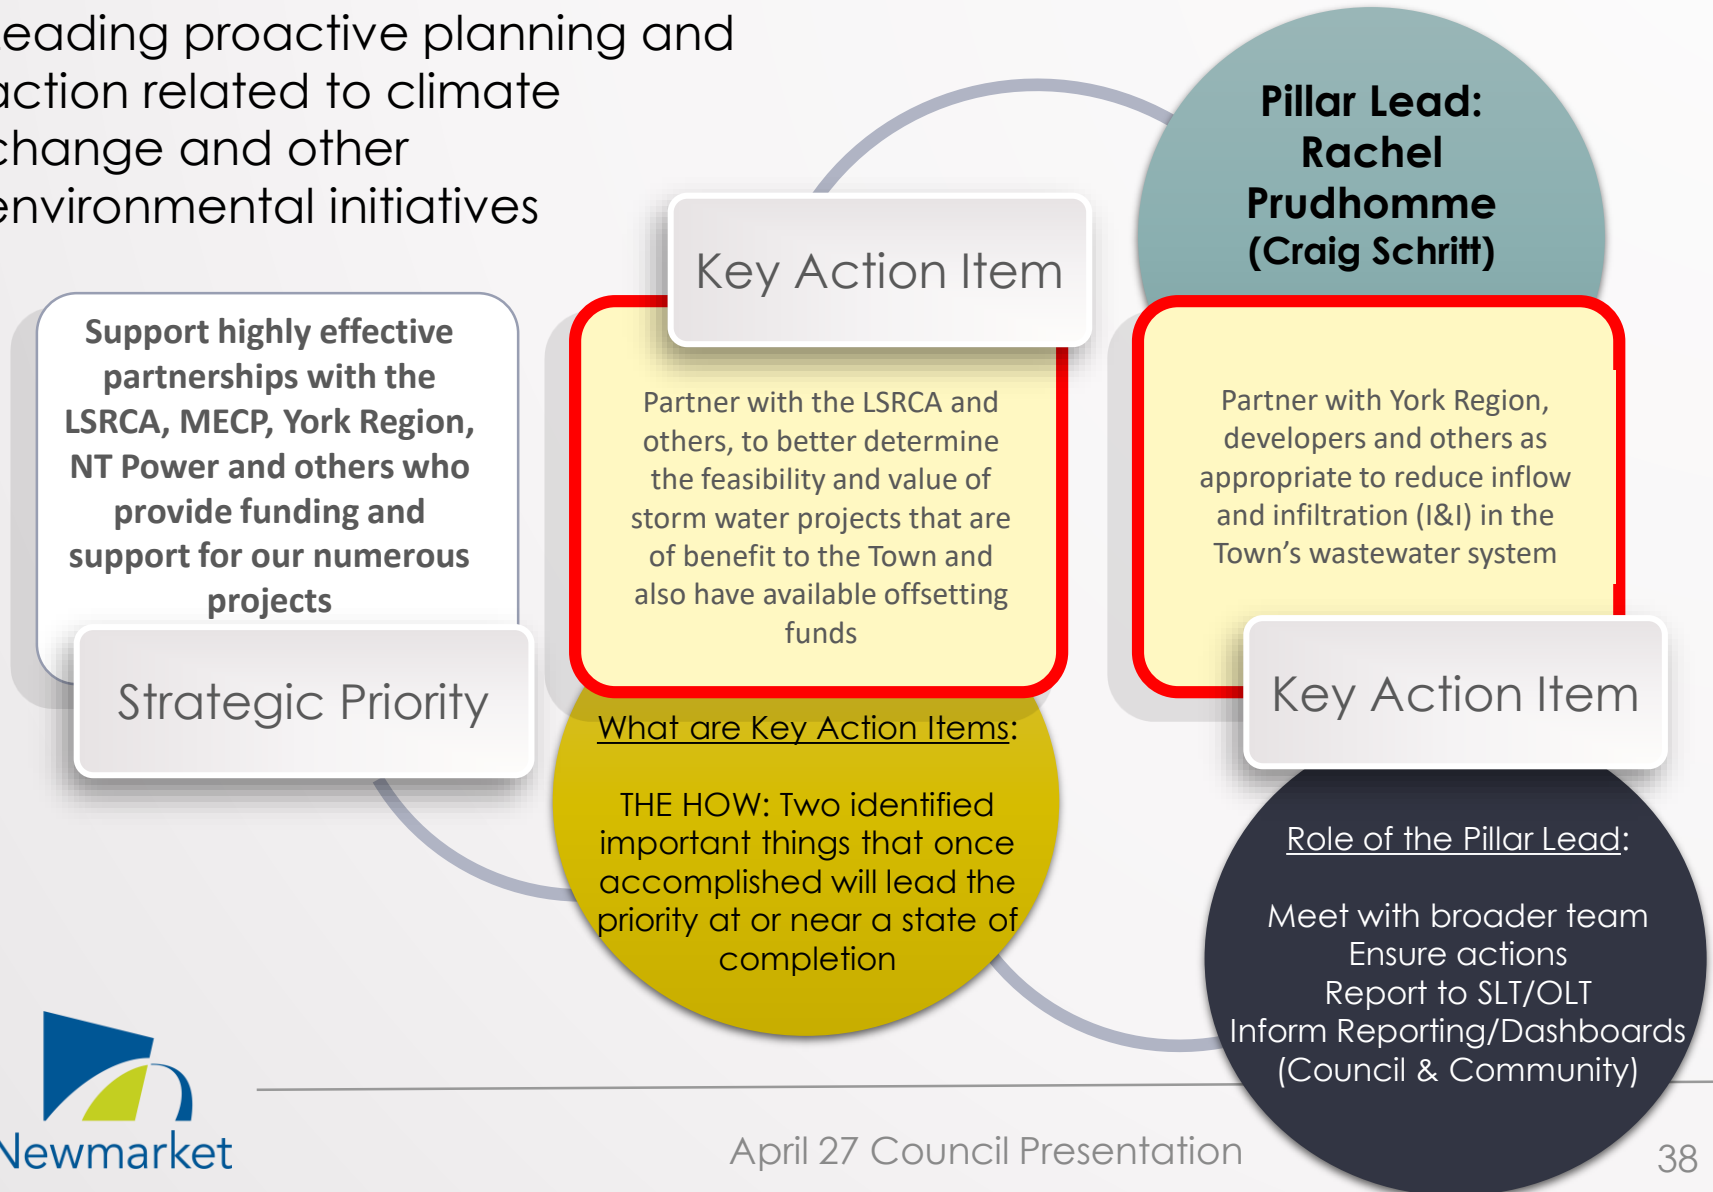 Leading proactive planning and
action related to climate
change and other
environmental initiatives
Pillar Lead:
Rachel
Prudhomme
(Craig Schritt)
Key Action Item
Support highly effective
partnerships with the
LSRCA, MECP, York Region,
NT Power and others who
provide funding and
support for our numerous
projects
Strategic Priority
Partner with the LSRCA and
others, to better determine
the feasibility and value of
storm water projects that are
of benefit to the Town and
also have available offsetting
funds
Partner with York Region,
developers and others as
appropriate to reduce inflow
and infiltration (I&I) in the
Town’s wastewater system
Key Action Item
What are Key Action Items:
THE HOW: Two identified
important things that once
accomplished will lead the
priority at or near a state of
completion
Role of the Pillar Lead:
Meet with broader team
Ensure actions
Report to SLT/OLT
Inform Reporting/Dashboards
(Council & Community)
Newmarket
April 27 Council Presentation
38